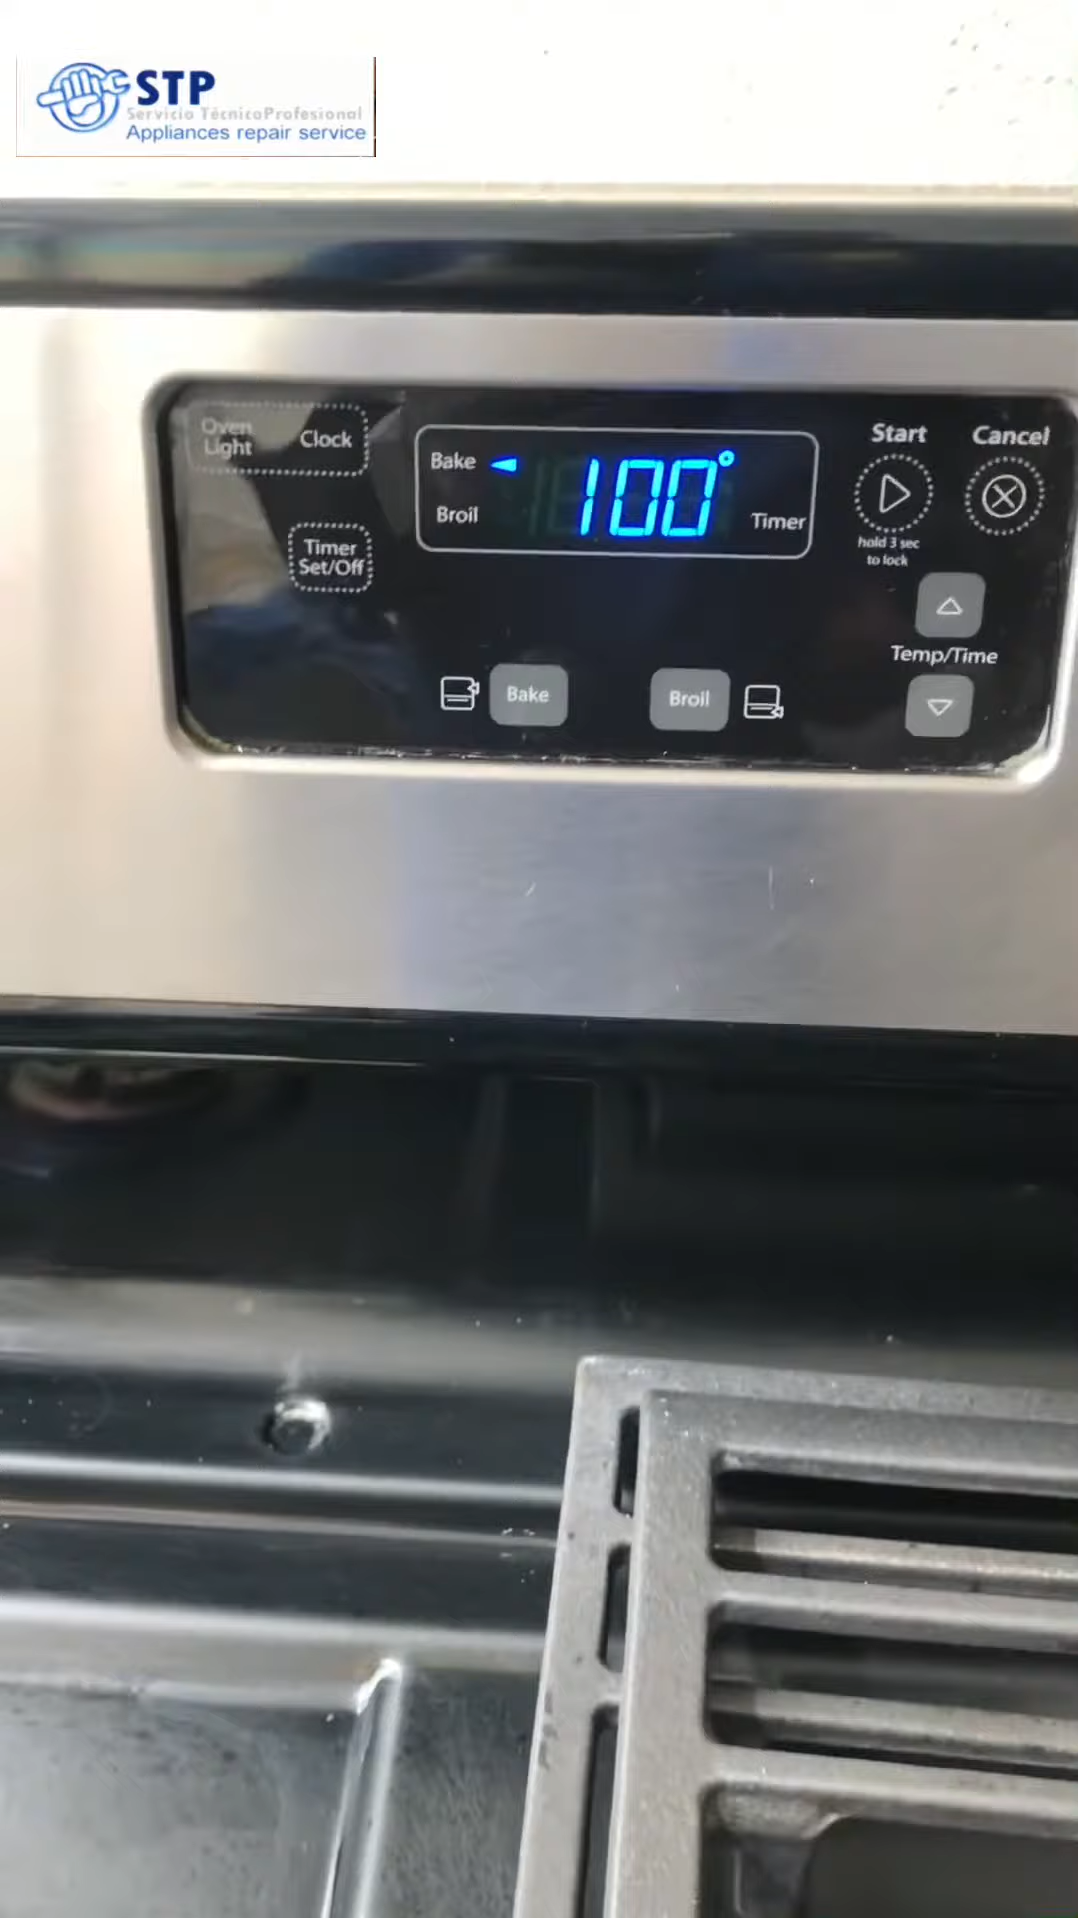 STP
Servicio TécnicoProfesional
Appliances repair service
Oven
Light
Clock
Timer
Set/Off
Bake
100°
Broil
Timer
Start
Cancel
hold 3 sec
to lock
Temp/Time
Bake
Broil